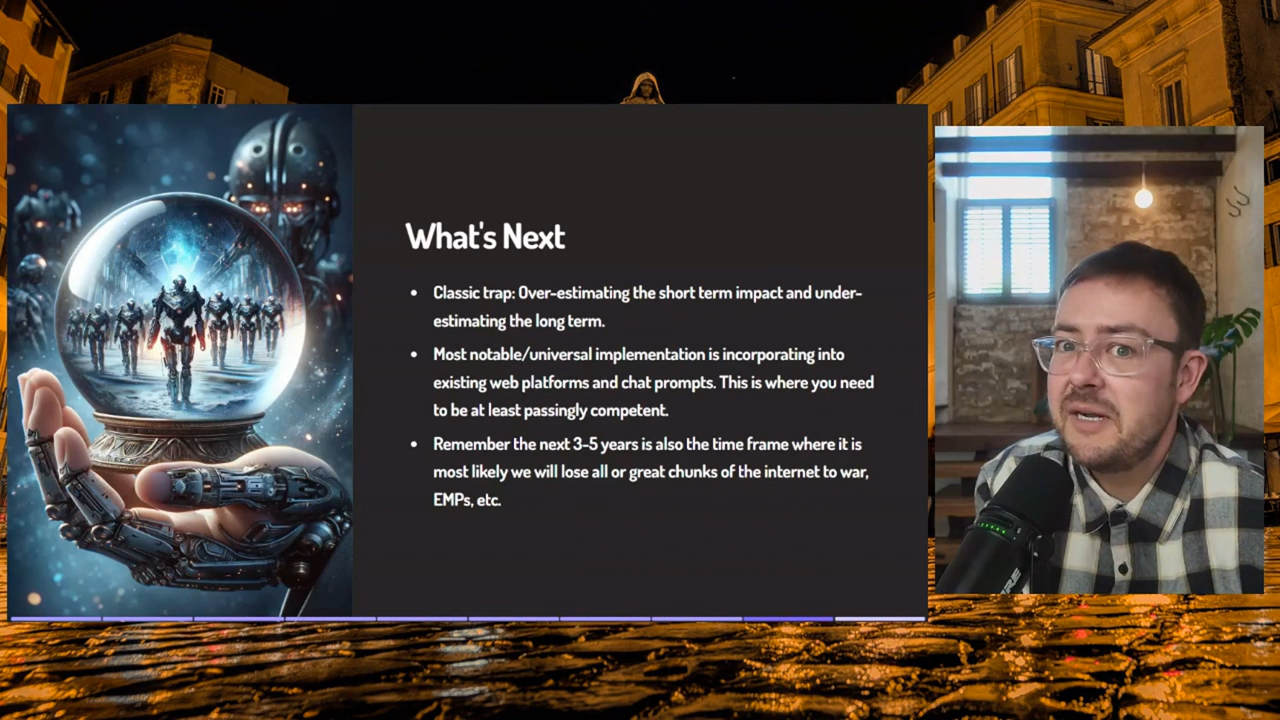 What's Next
Classic trap: Over-estimating the short term impact and under-
estimating the long term.
Most notable/universal implementation is incorporating into
existing web platforms and chat prompts. This is where you need
to be at least passingly competent.
Remember the next 3-5 years is also the time frame where it is
most likely we will lose all or great chunks of the internet to war,
EMPs, etc.